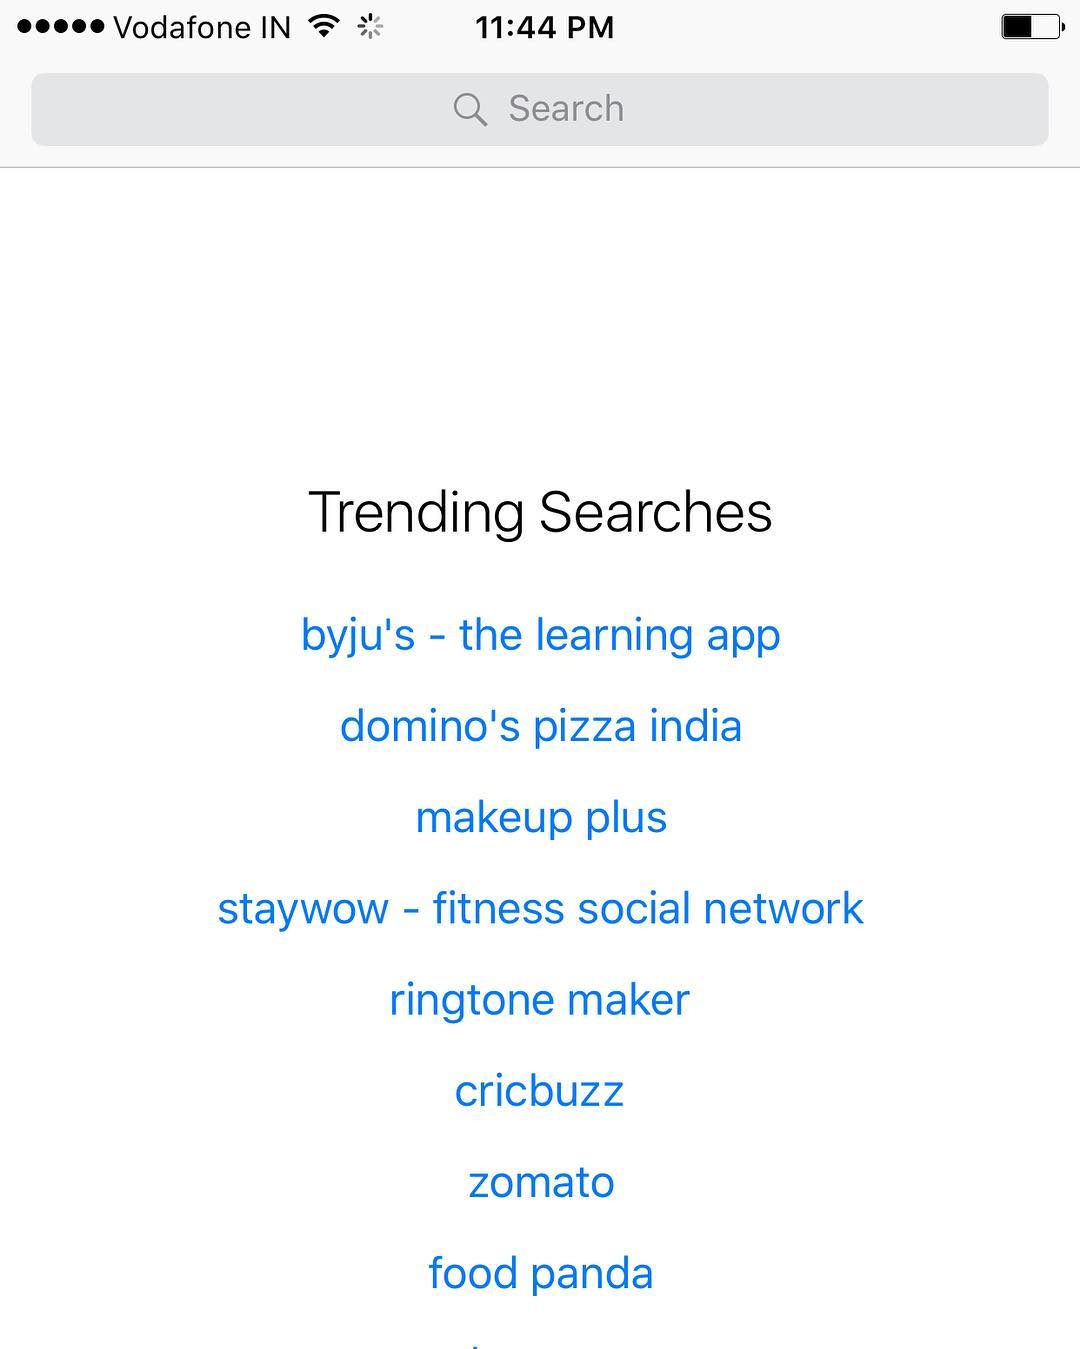 Vodafone IN 11:44 PM
Search
Trending Searches
byju's - the learning app
domino's pizza india
makeup plus
staywow - fitness social network
ringtone maker
cricbuzz
zomato
food panda